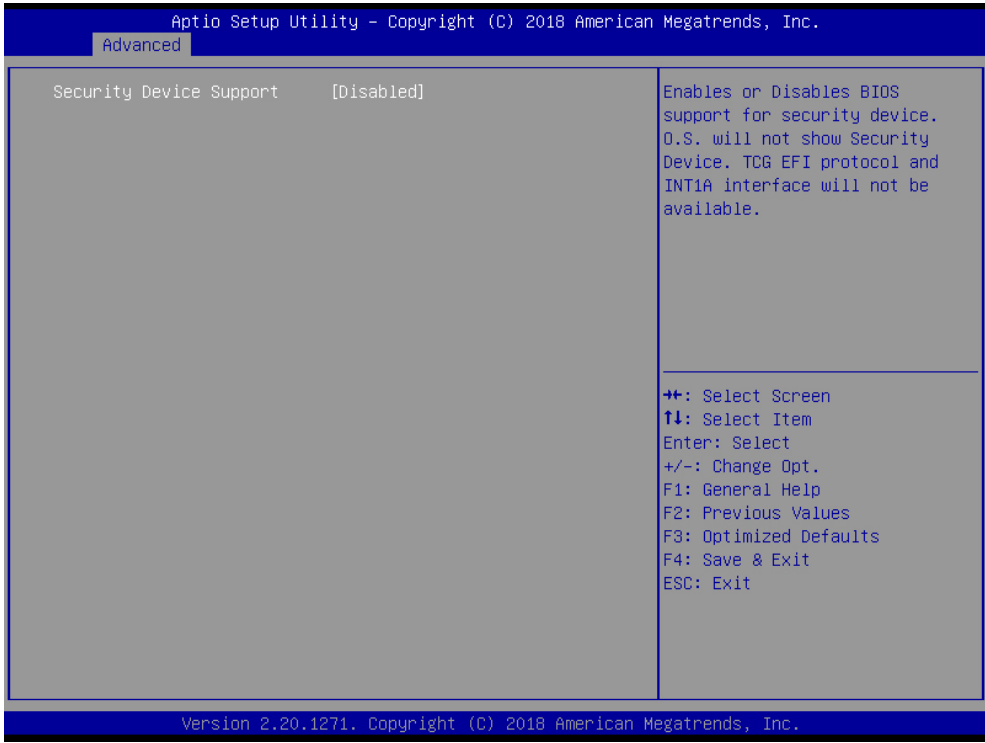 Aptio Setup Utility – Copyright (C) 2018 American Megatrends, Inc.
Advanced
Security Device Support [Disabled]
Enables or Disables BIOS
support for security device.
O.S. will not show Security
Device. TCG EFI protocol and
INT1A interface will not be
available.
→←: Select Screen
↑↓: Select Item
Enter: Select
+/-: Change Opt.
F1: General Help
F2: Previous Values
F3: Optimized Defaults
F4: Save & Exit
ESC: Exit
Version 2.20.1271. Copyright (C) 2018 American Megatrends, Inc.